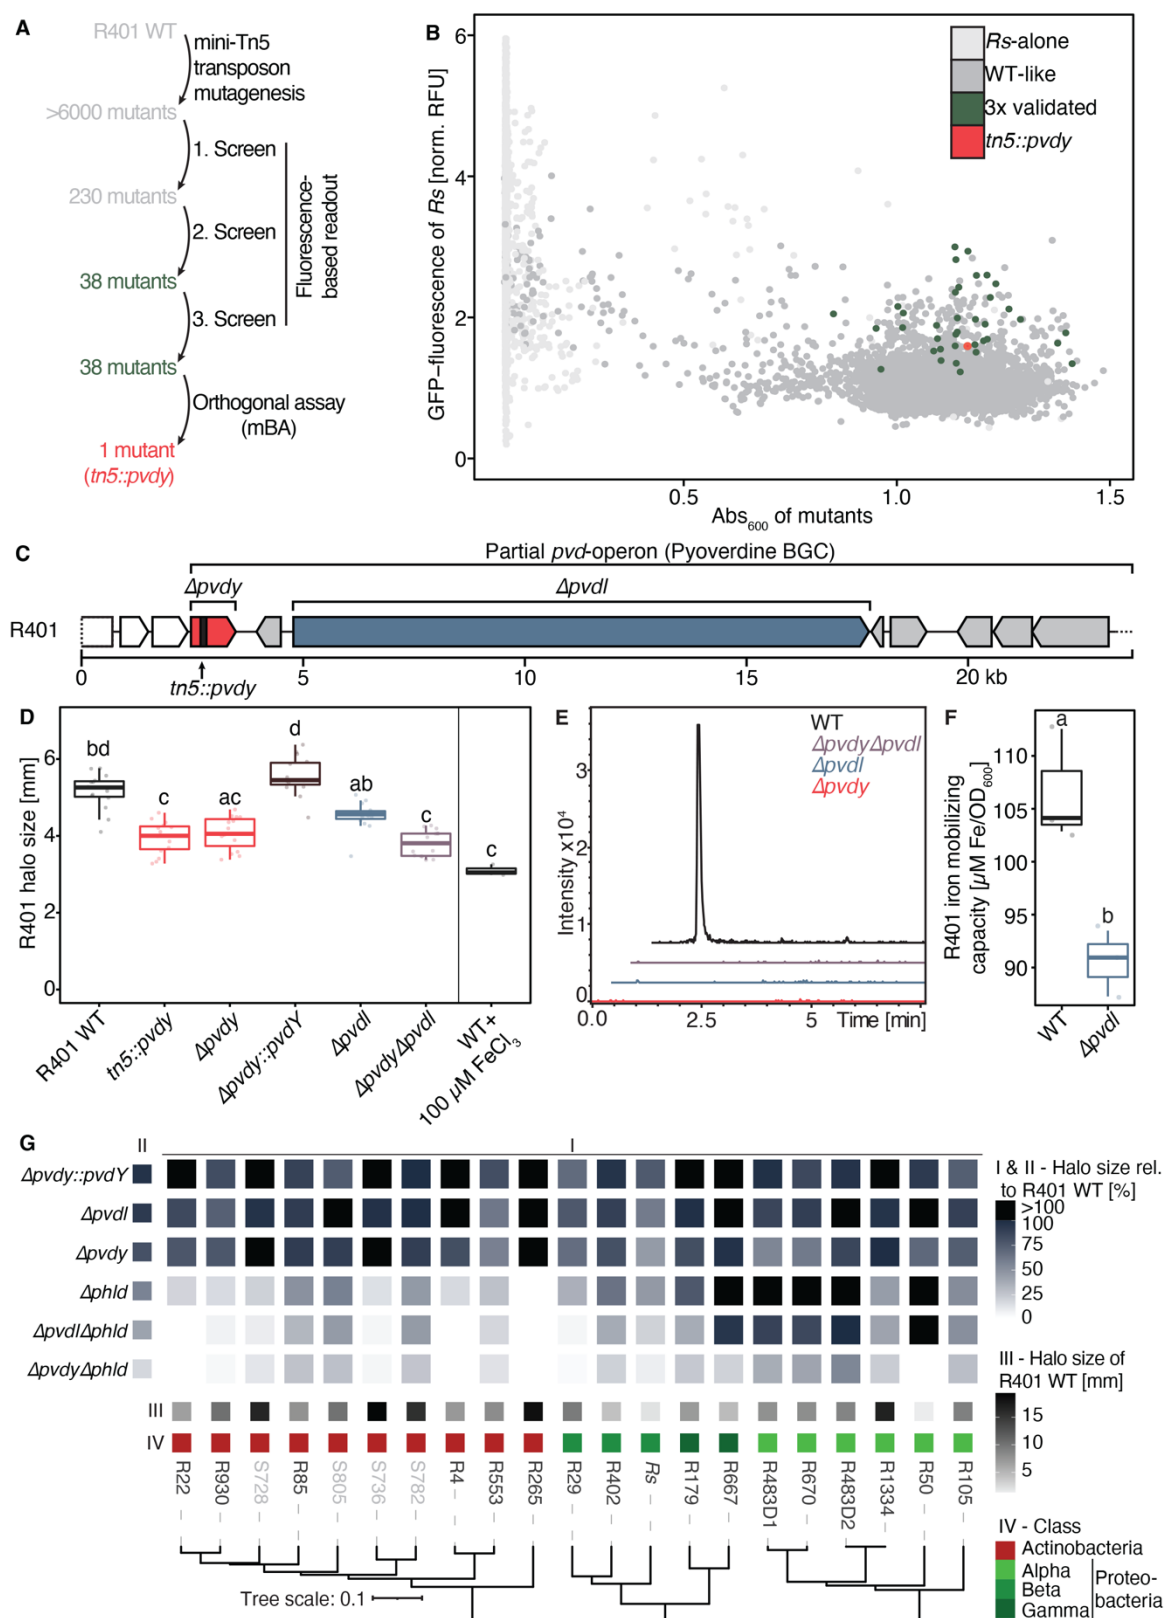 A
R401 WT
mini-Tn5
transposon
mutagenesis
>6000 mutants
1. Screen
230 mutants
2. Screen
38 mutants
3. Screen
38 mutants
Fluorescence-
based readout
Orthogonal assay
(mBA)
1 mutant
(tn5::pvdy)
B
GFP–fluorescence of Rs [norm. RFU]
6
4
2
0
0.5
1.0
1.5
Abs600 of mutants
Rs-alone
WT-like
3x validated
tn5::pvdy
C
Partial pvd-operon (Pyoverdine BGC)
Δpvdy
Δpvdl
R401
0
5
10
15
20 kb
tn5::pvdy
D
R401 halo size [mm]
6
4
2
0
bd
c
ac
d
ab
c
c
R401 WT
tn5::pvdy
Δpvdy
Δpvdy::pvdY
Δpvdl
ΔpvdyΔpvdl
WT+
100 µM FeCl3
E
Intensity x10⁴
3
2
1
0
0.0
2.5
5
Time [min]
WT
ΔpvdyΔpvdl
Δpvdl
Δpvdy
F
R401 iron mobilizing
capacity [µM Fe/OD600]
110
105
100
95
90
a
b
WT
Δpvdl
G
II
I
Δpvdy::pvdY
Δpvdl
Δpvdy
Δphld
ΔpvdlΔphld
ΔpvdyΔphld
III
IV
R22
R930
S728
R85
S805
S736
S782
R4
R553
R265
R29
R402
Rs
R179
R667
R483D1
R670
R483D2
R1334
R50
R105
Tree scale: 0.1
I & II - Halo size rel.
to R401 WT [%]
>100
100
75
50
25
0
III - Halo size of
R401 WT [mm]
15
10
5
IV - Class
Actinobacteria
Alpha
Beta
Gamma
Proteo-
bacteria